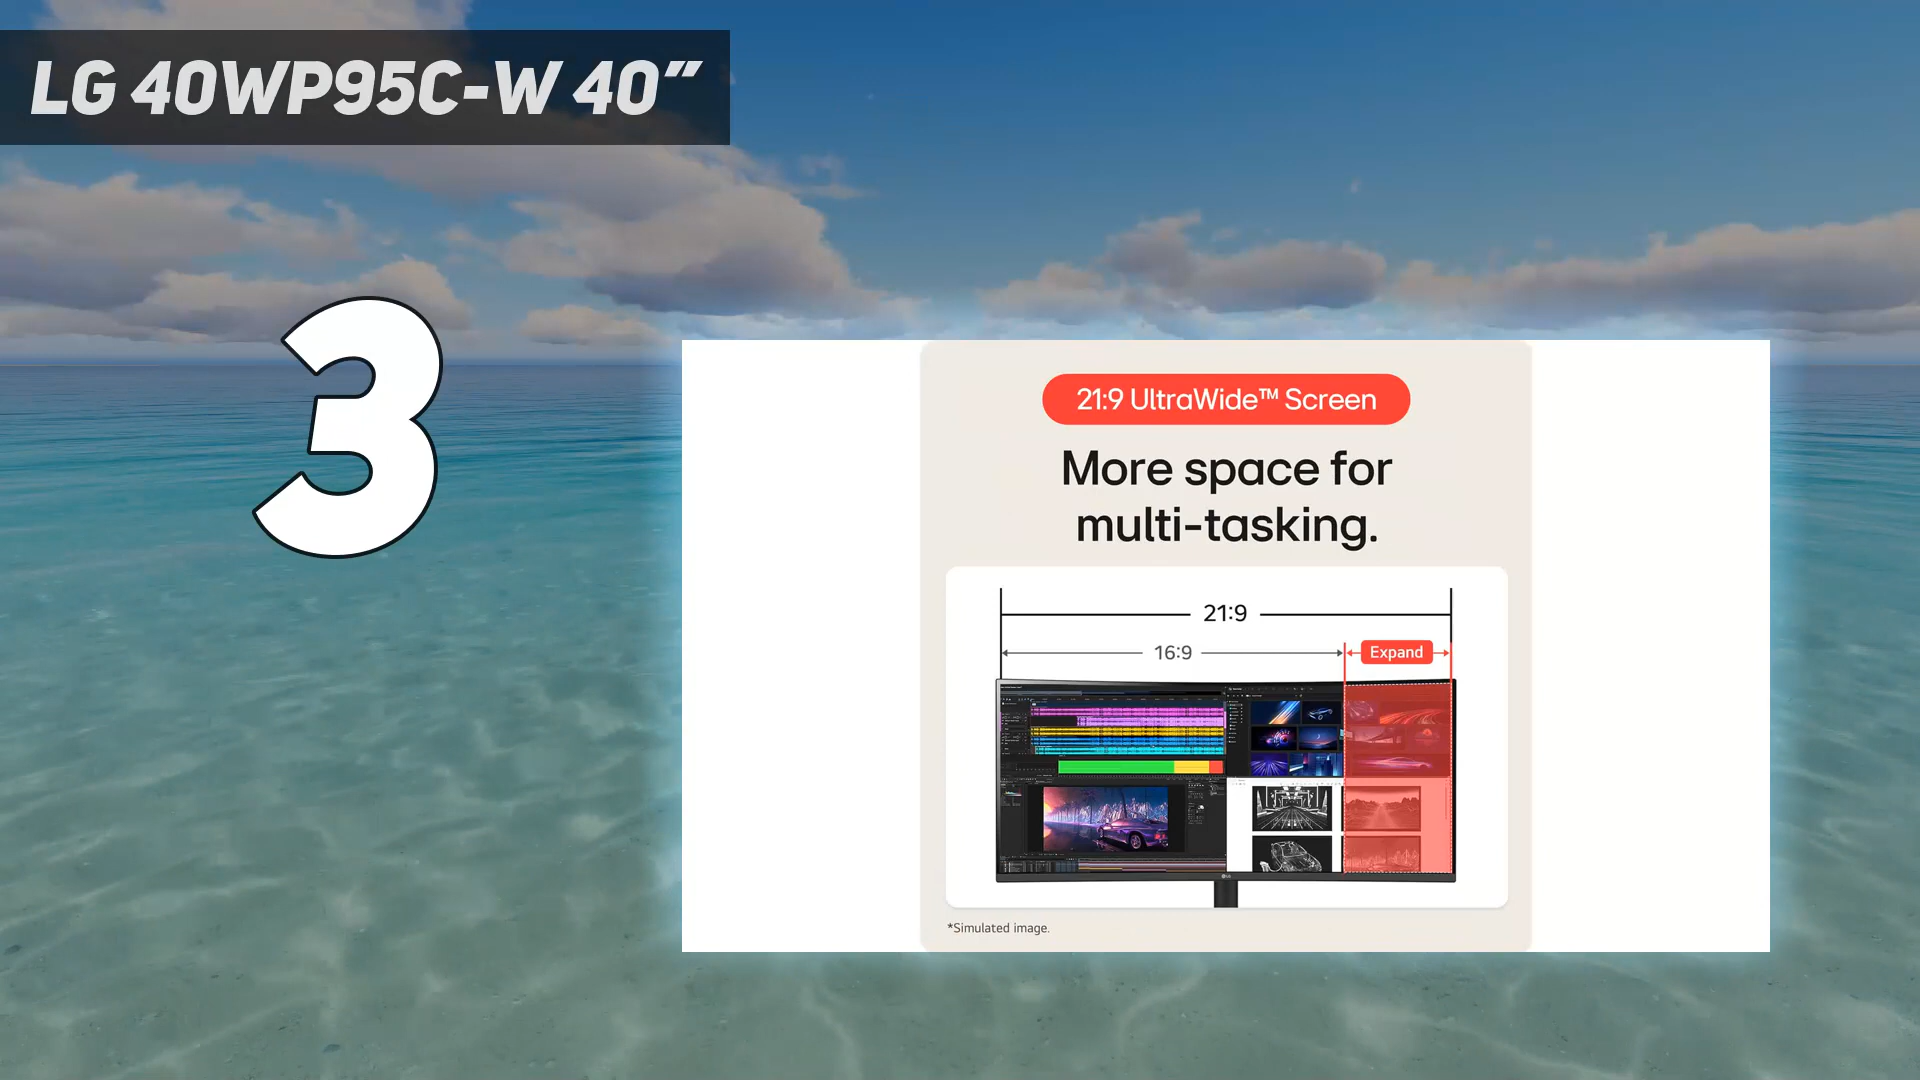 LG 40WP95C-W 40”
3
21:9 UltraWide™ Screen
More space for
multi-tasking.
21:9
16:9
Expand
*Simulated image.